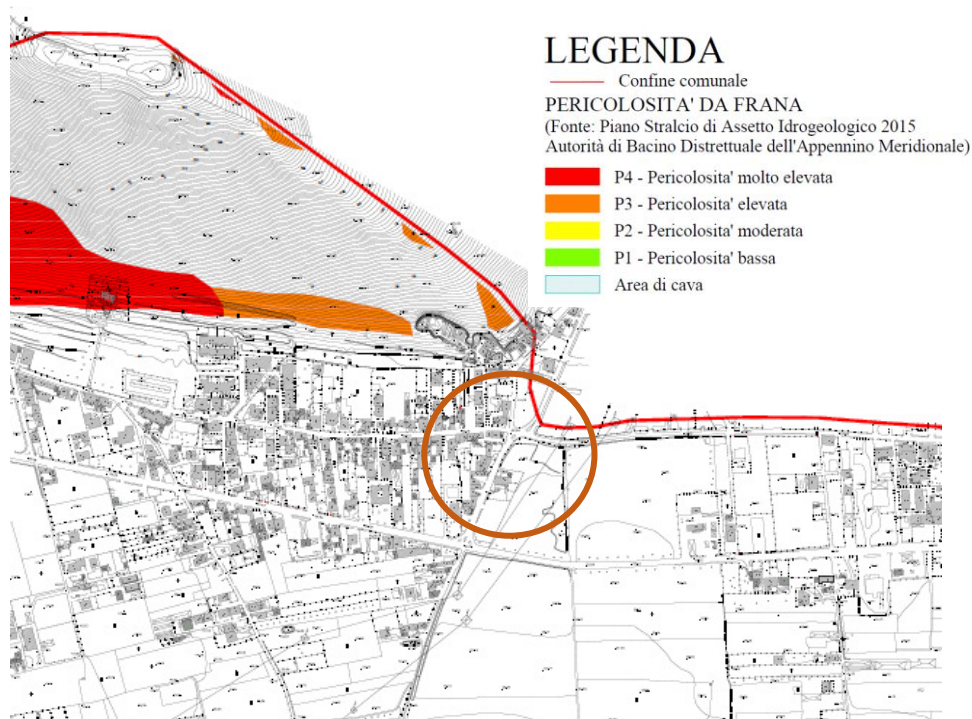 LEGENDA
Confine comunale
PERICOLOSITA' DA FRANA
(Fonte: Piano Stralcio di Assetto Idrogeologico 2015
Autorità di Bacino Distrettuale dell'Appennino Meridionale)
P4 - Pericolosita' molto elevata
P3 - Pericolosita' elevata
P2 - Pericolosita' moderata
P1 - Pericolosita' bassa
Area di cava